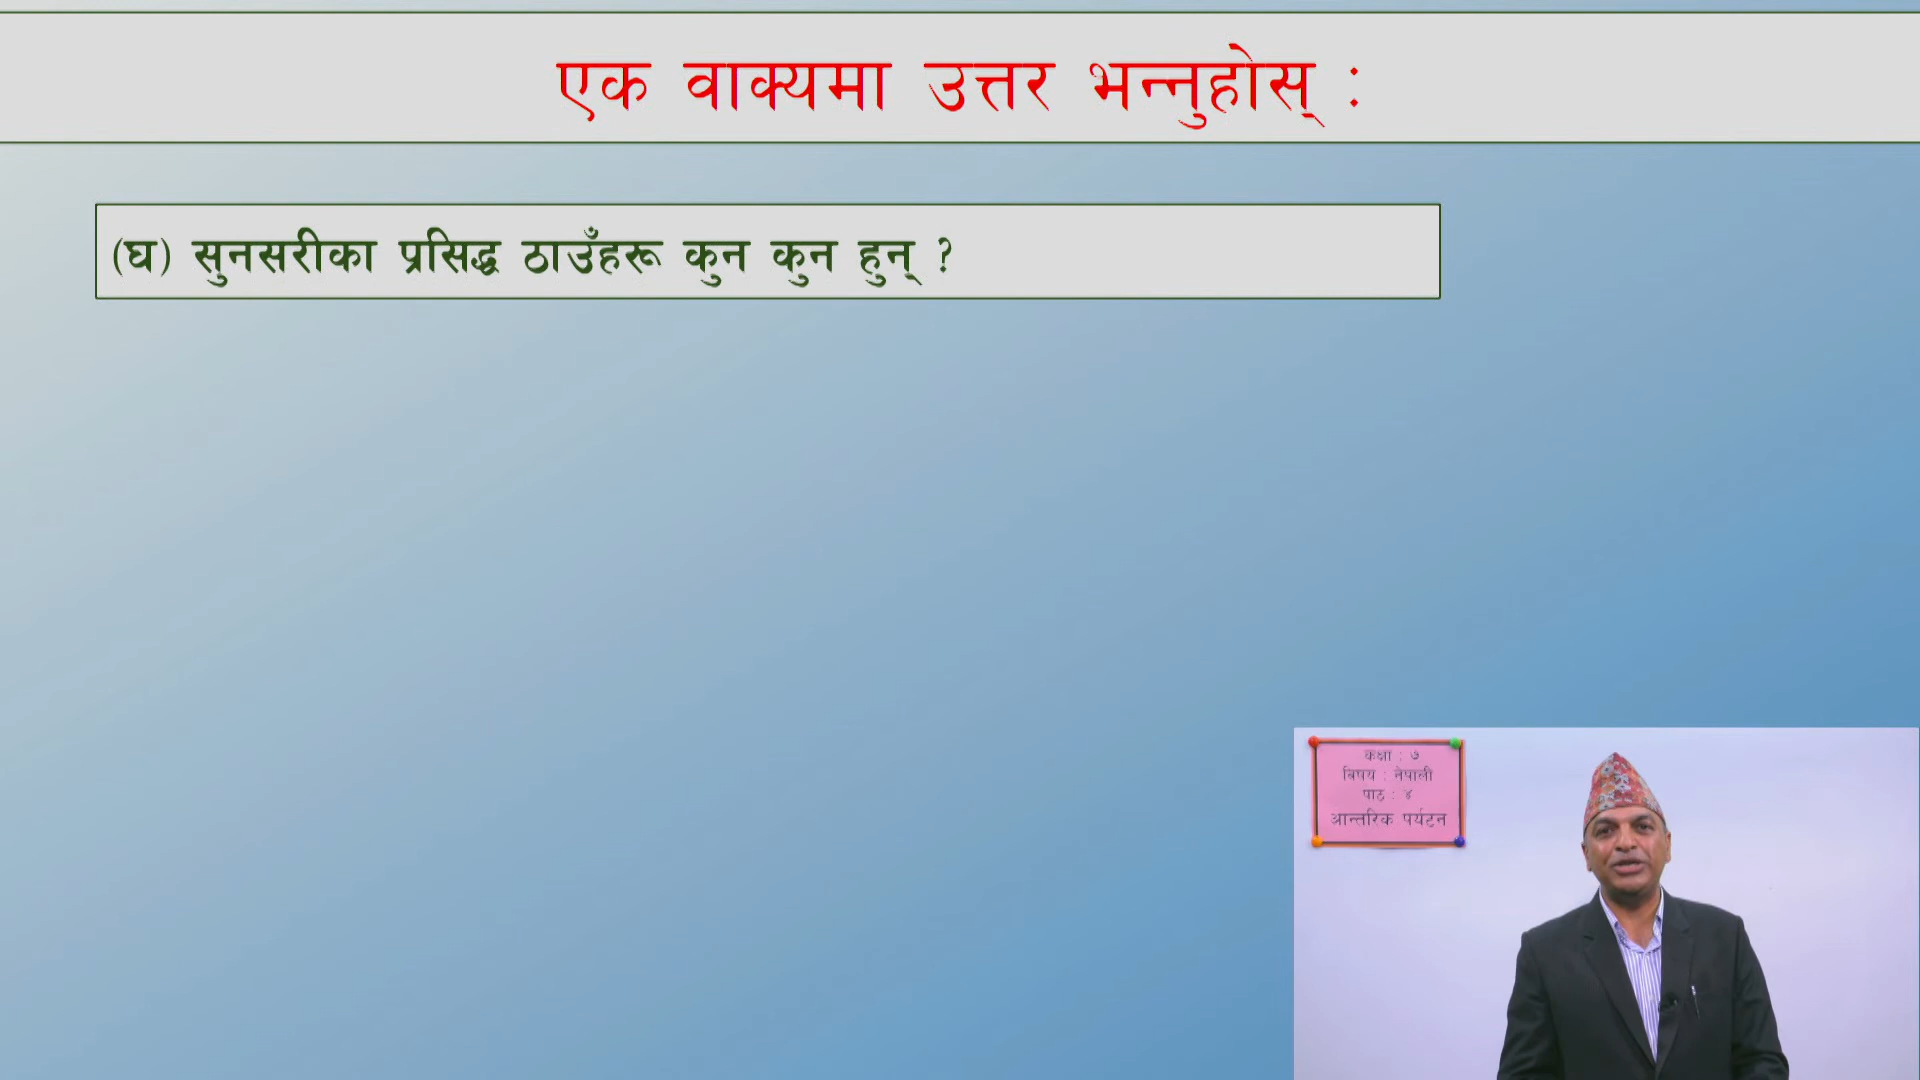 एक वाक्यमा उत्तर भन्नुहोस् :
(घ) सुनसरीका प्रसिद्ध ठाउँहरू कुन कुन हुन् ?
कक्षा : ७
बिषय : नेपाली
पाठ : ४
आन्तरिक पर्यटन